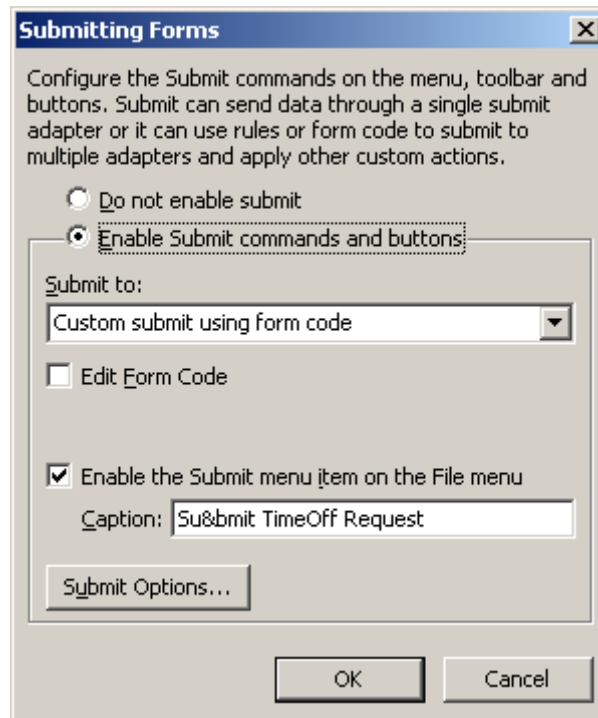 Submitting Forms
Configure the Submit commands on the menu, toolbar and
buttons. Submit can send data through a single submit
adapter or it can use rules or form code to submit to
multiple adapters and apply other custom actions.
Do not enable submit
Enable Submit commands and buttons
Submit to:
Custom submit using form code
Edit Form Code
Enable the Submit menu item on the File menu
Caption: Su&bmit TimeOff Request
Submit Options...
OK Cancel